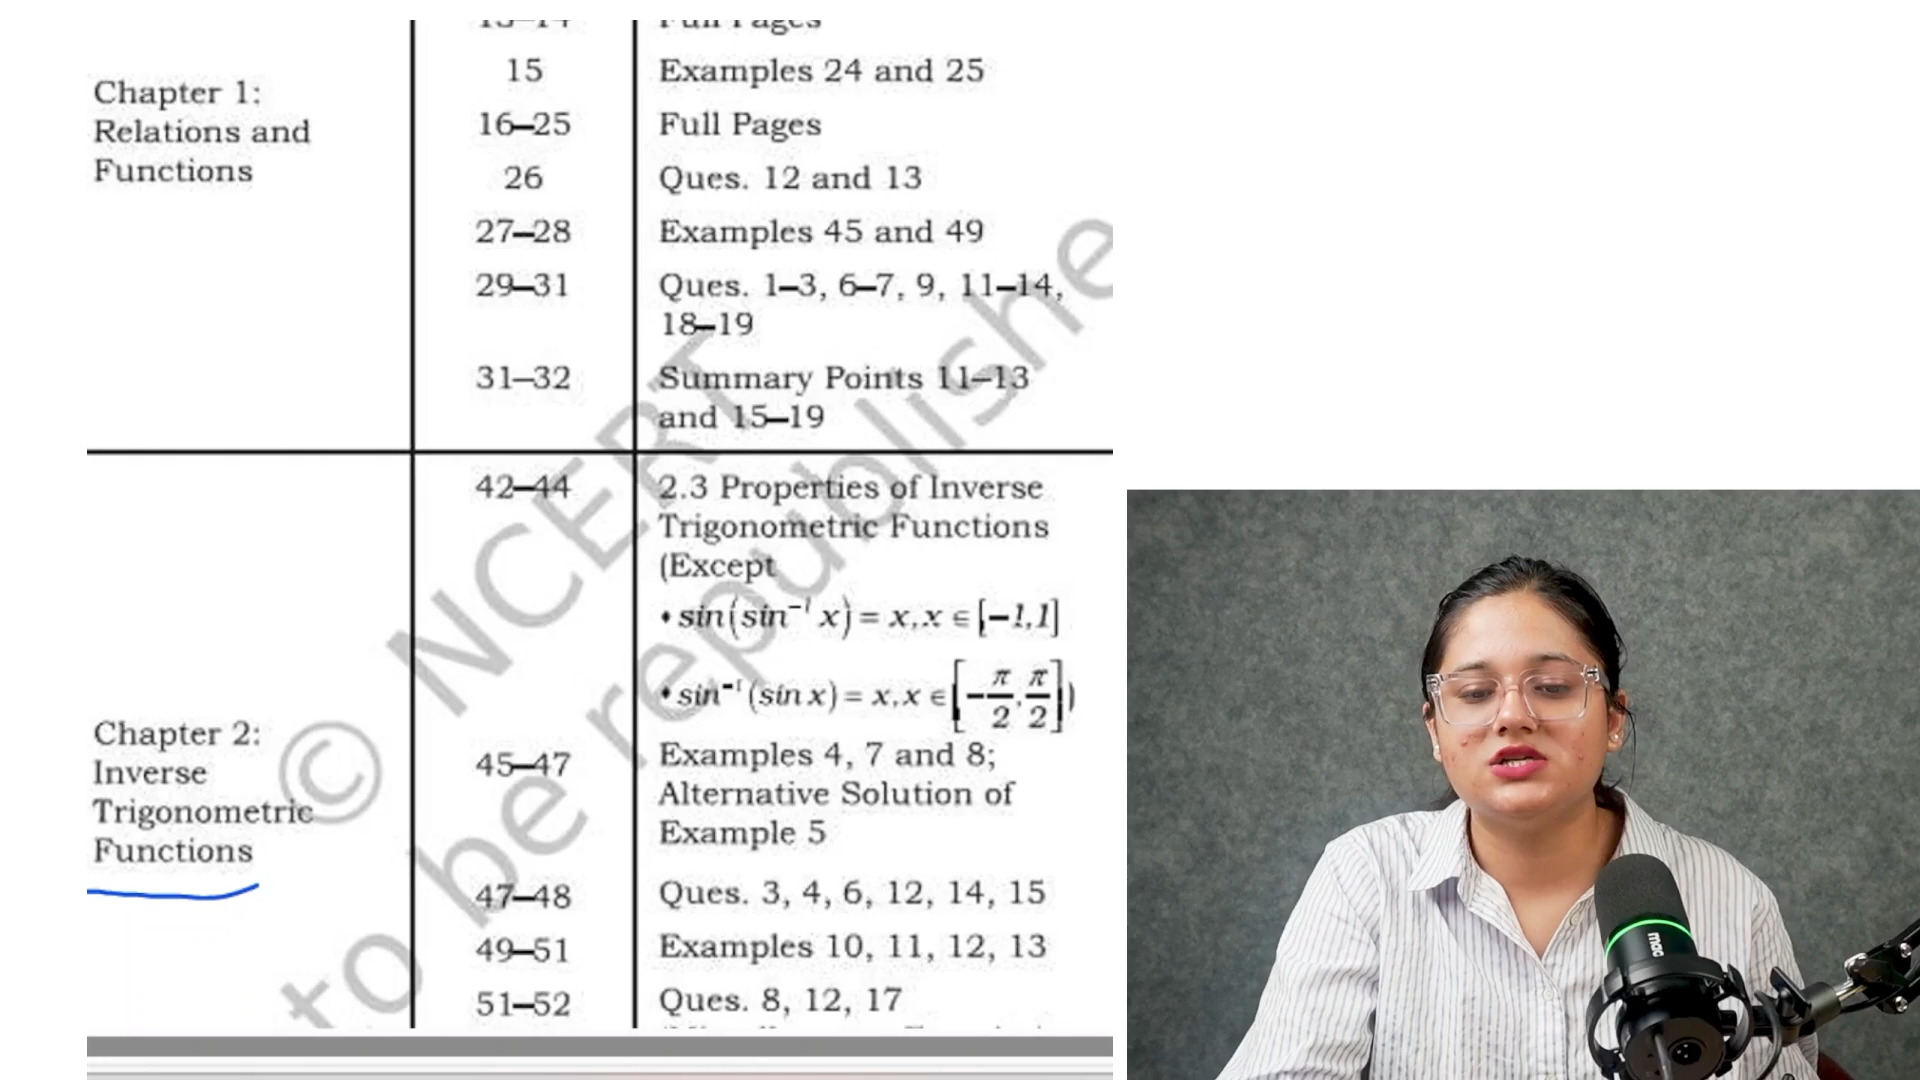 13–14 Full Pages
15 Examples 24 and 25
Chapter 1:
Relations and
Functions
16–25 Full Pages
26 Ques. 12 and 13
27–28 Examples 45 and 49
29–31 Ques. 1–3, 6–7, 9, 11–14,
18–19
31–32 Summary Points 11–13
and 15–19
42–44 2.3 Properties of Inverse
Trigonometric Functions
(Except
• sin(sin⁻¹ x) = x, x ∈ [–1,1]
• sin⁻¹(sin x) = x, x ∈ [–π/2, π/2])
Chapter 2:
Inverse
Trigonometric
Functions
45–47 Examples 4, 7 and 8;
Alternative Solution of
Example 5
47–48 Ques. 3, 4, 6, 12, 14, 15
49–51 Examples 10, 11, 12, 13
51–52 Ques. 8, 12, 17
© NCERT
to be republishe